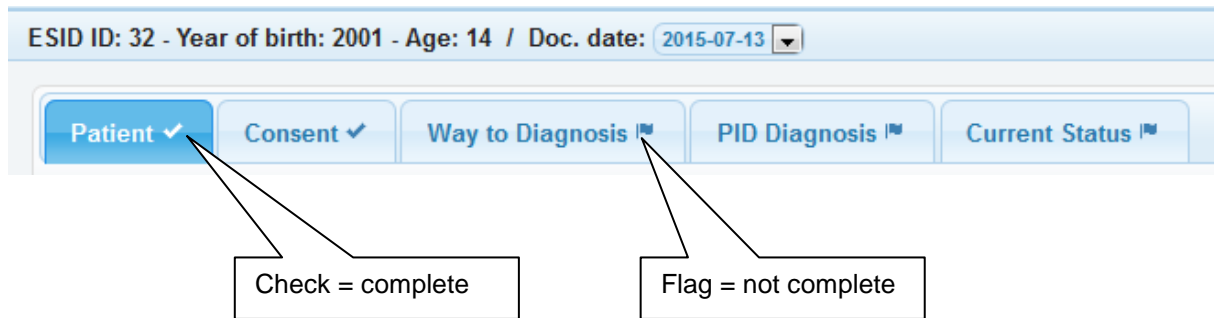 ESID ID: 32 - Year of birth: 2001 - Age: 14 / Doc. date: 2015-07-13
Patient ✔ Consent ✔ Way to Diagnosis PID Diagnosis Current Status
Check = complete Flag = not complete